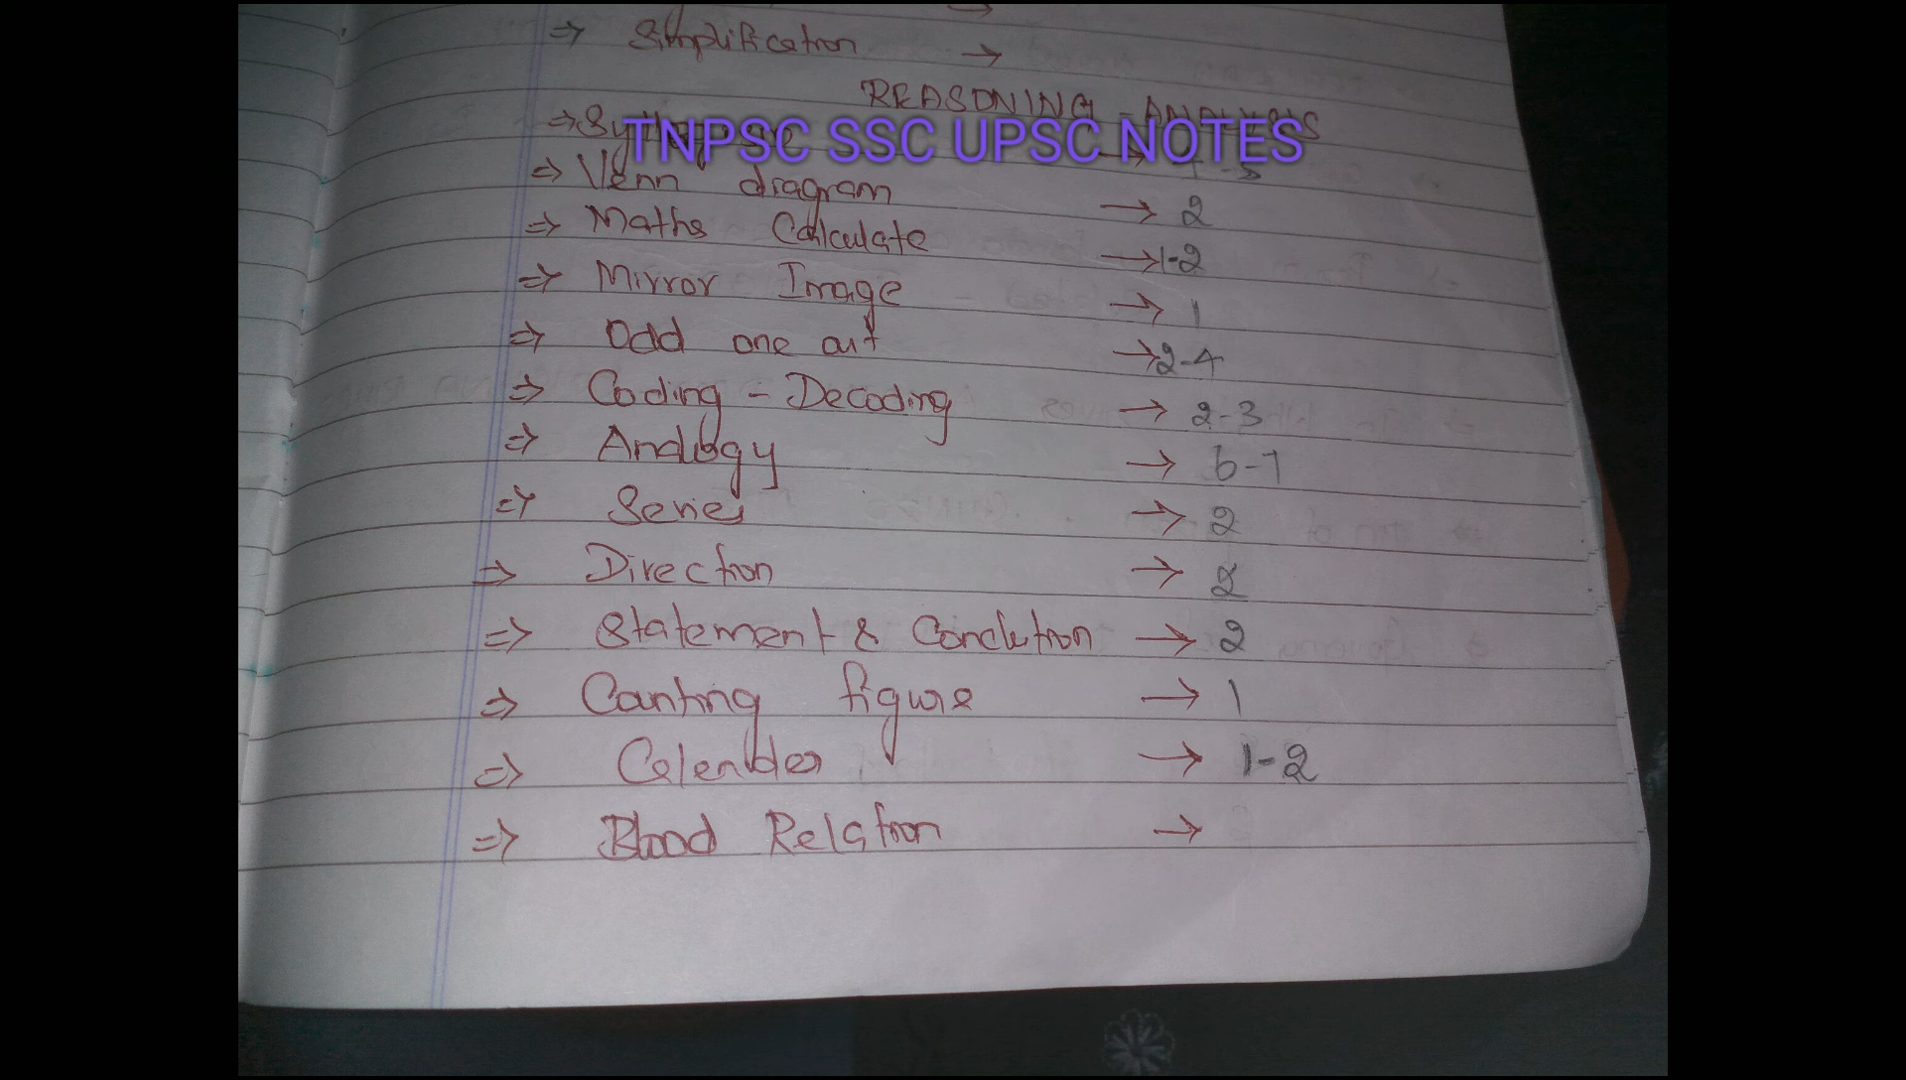 ⇒ Simplification →
REASONING - ANALYSIS
TNPSC SSC UPSC NOTES
⇒ Venn diagram → 2
⇒ Maths Calculate → 1-2
⇒ Mirror Image → 1
⇒ Odd one out → 2-4
⇒ Coding - Decoding → 2-3
⇒ Analogy → 6-7
⇒ Series → 2
⇒ Direction → 2
⇒ Statement & Concletion → 2
⇒ Counting figure → 1
⇒ Calender → 1-2
⇒ Blood Relation →